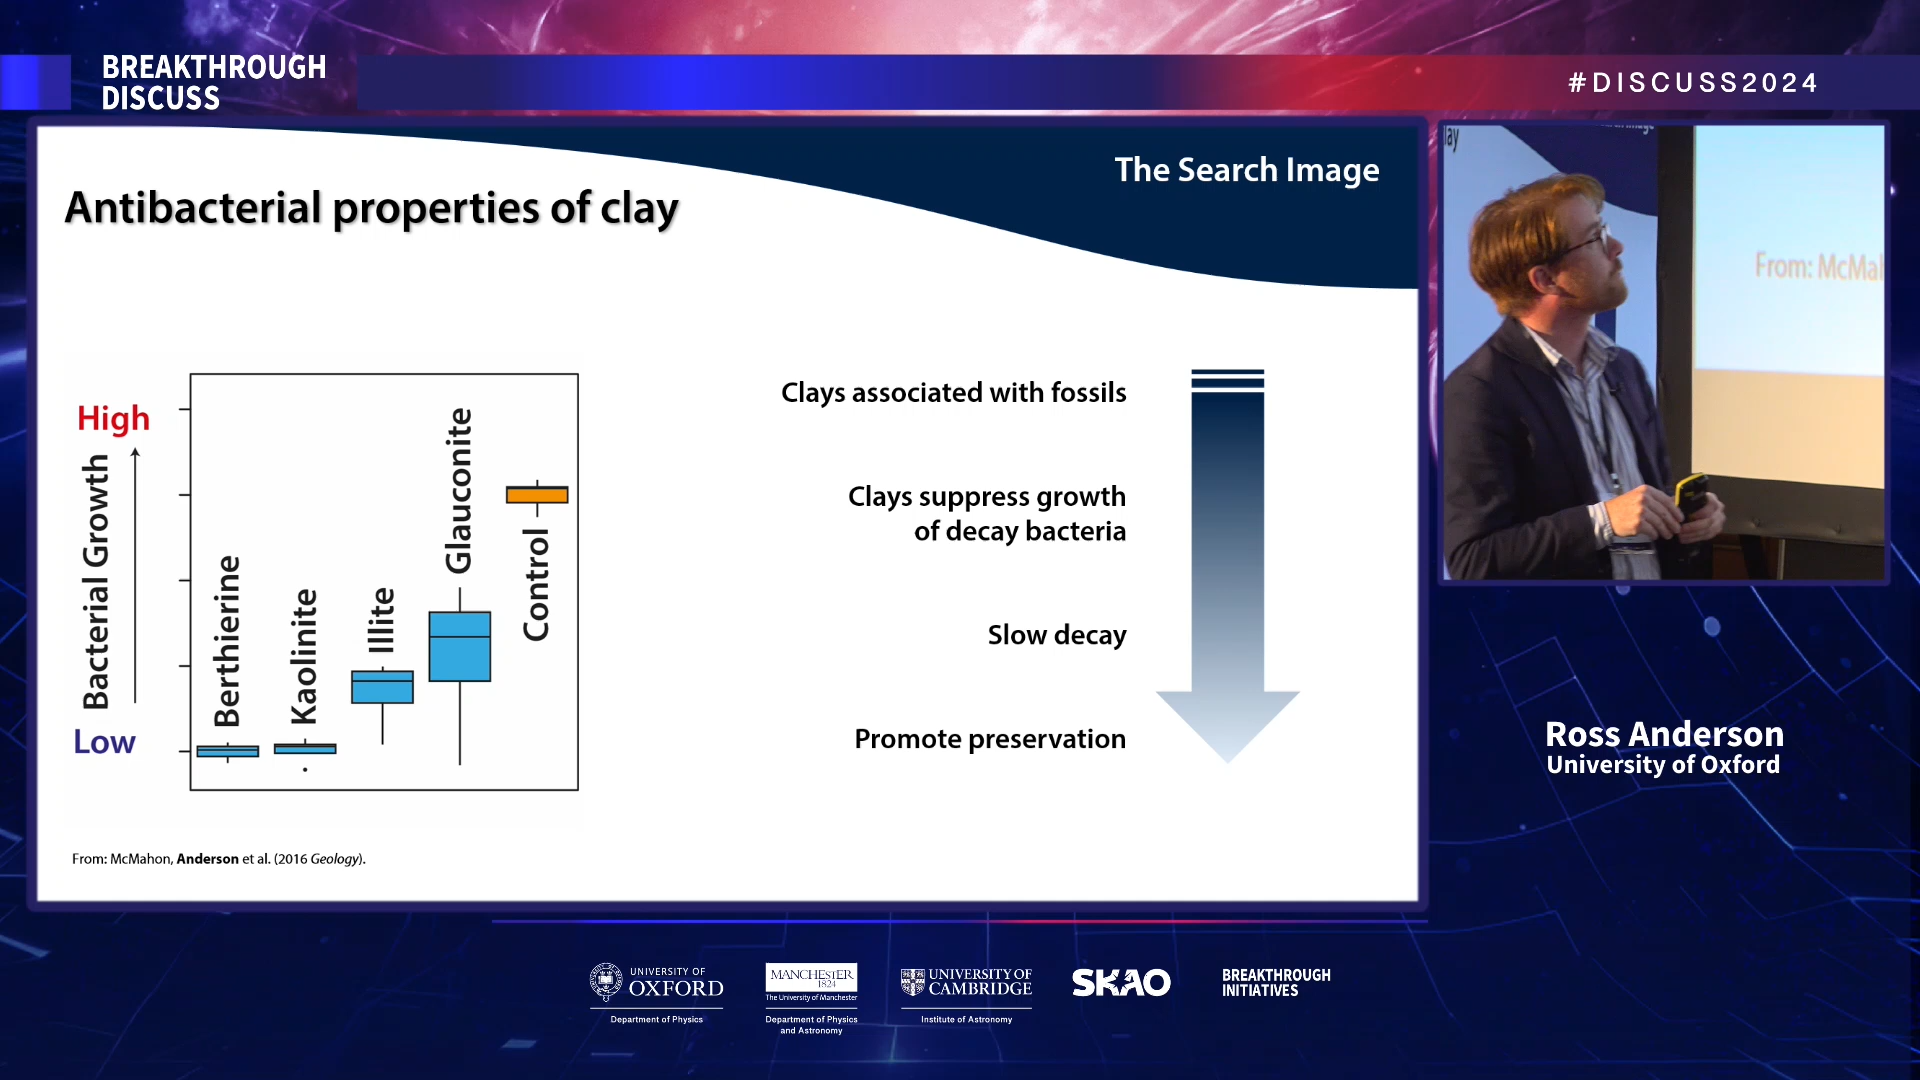 BREAKTHROUGH
DISCUSS
#DISCUSS2024
The Search Image
Antibacterial properties of clay
High
Bacterial Growth
Low
Berthierine
Kaolinite
Illite
Glauconite
Control
Clays associated with fossils
Clays suppress growth
of decay bacteria
Slow decay
Promote preservation
From: McMahon, Anderson et al. (2016 Geology).
lay
From: McMa
Ross Anderson
University of Oxford
UNIVERSITY OF
OXFORD
Department of Physics
MANCHESTER
1824
The University of Manchester
Department of Physics
and Astronomy
UNIVERSITY OF
CAMBRIDGE
Institute of Astronomy
SKAO
BREAKTHROUGH
INITIATIVES